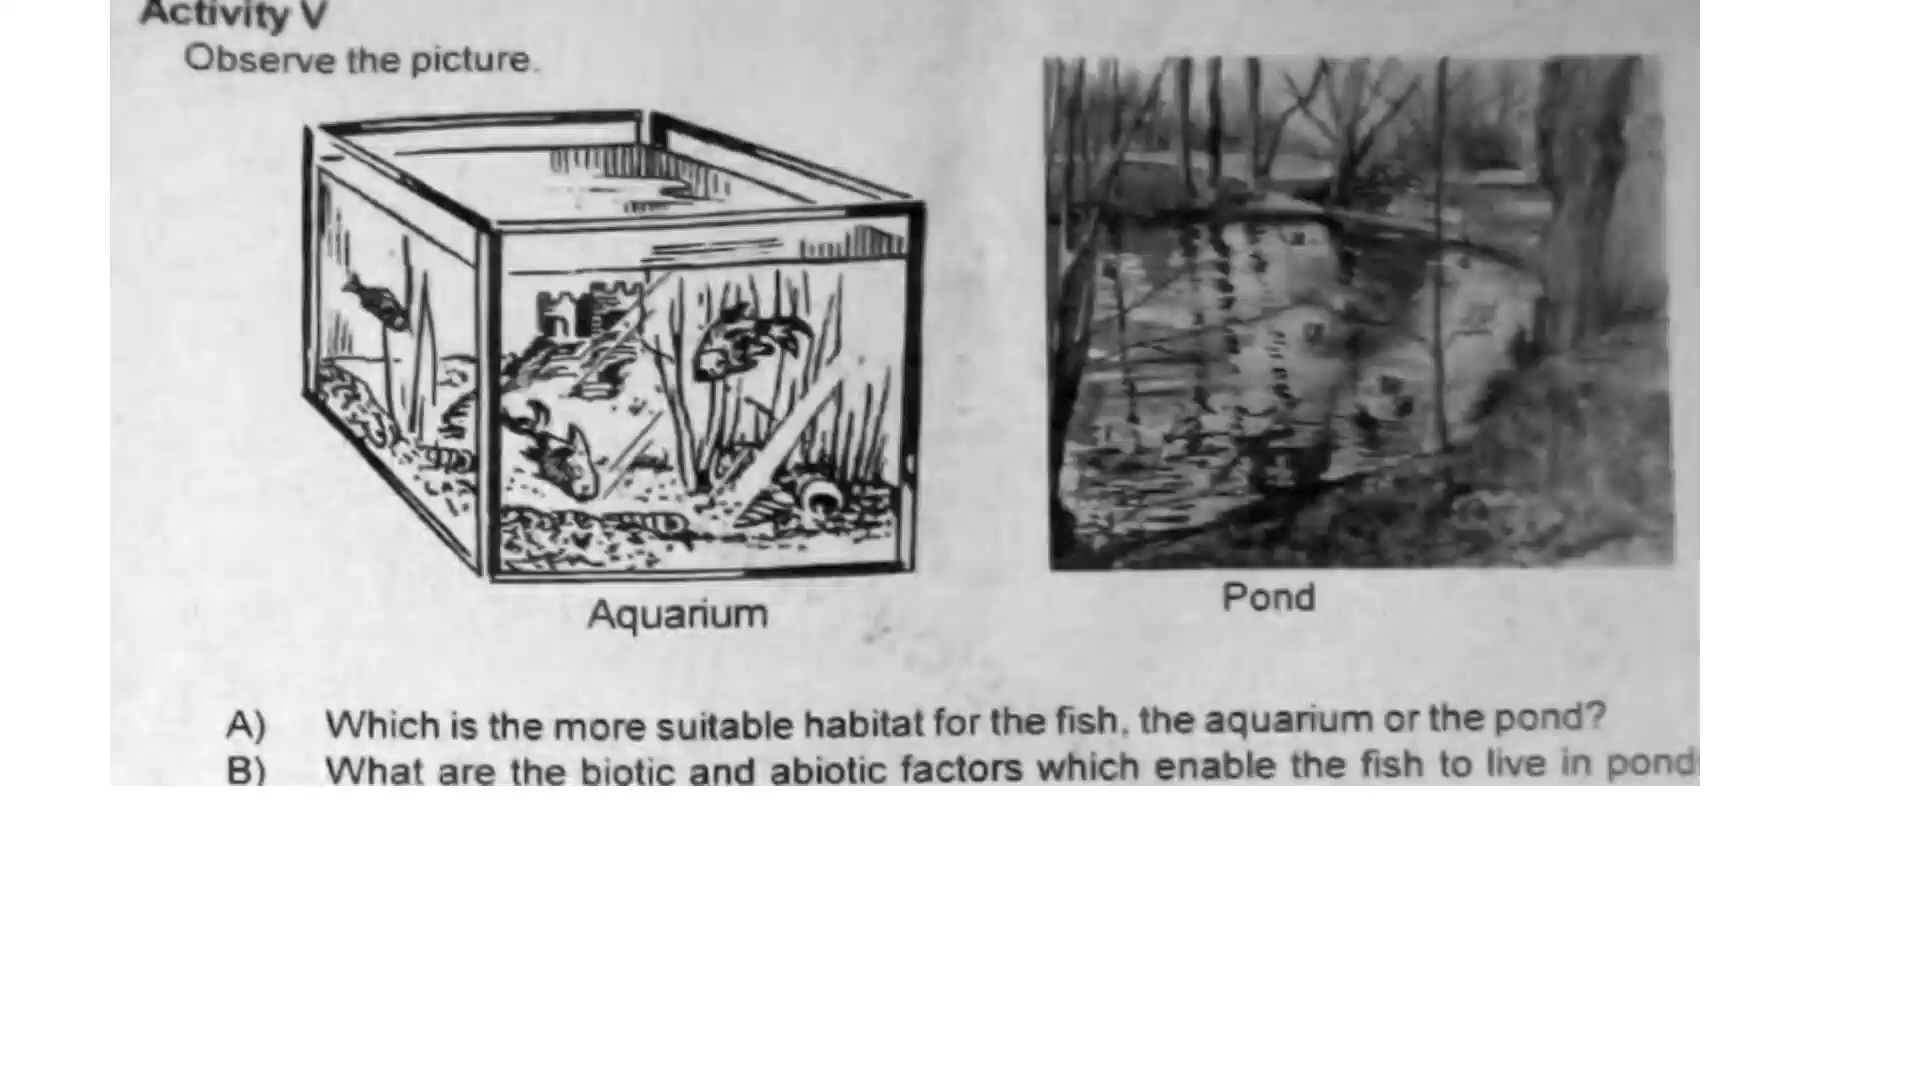 Activity V
Observe the picture.
Aquarium
Pond
A) Which is the more suitable habitat for the fish, the aquarium or the pond?
B) What are the biotic and abiotic factors which enable the fish to live in pond